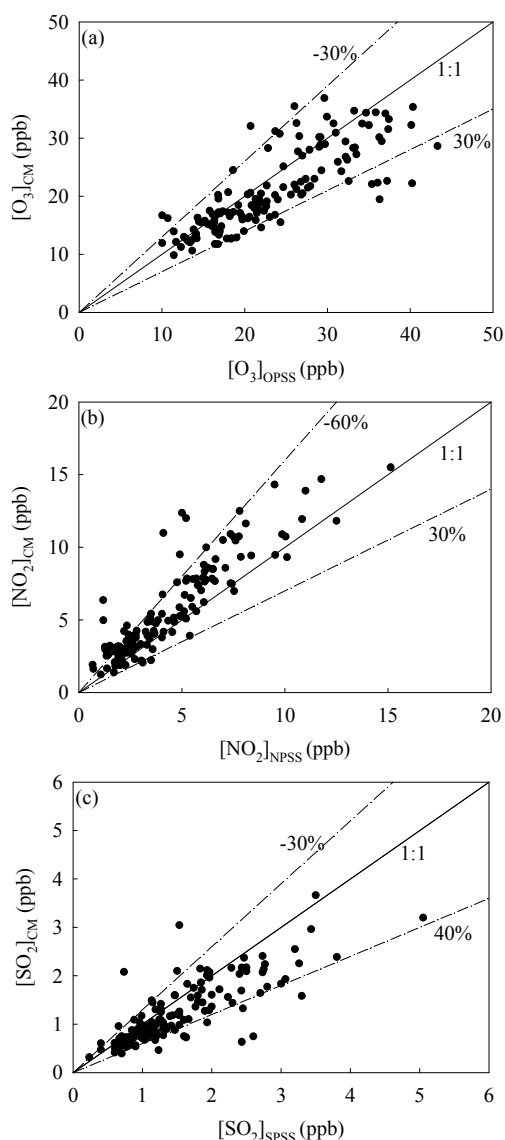 (a)
-30%
1:1
30%
50
40
30
20
10
0
[O₃]CM (ppb)
0 10 20 30 40 50
[O₃]OPSS (ppb)
(b)
-60%
1:1
30%
20
15
10
5
0
[NO₂]CM (ppb)
0 5 10 15 20
[NO₂]NPSS (ppb)
(c)
-30%
1:1
40%
6
5
4
3
2
1
0
[SO₂]CM (ppb)
0 1 2 3 4 5 6
[SO₂]SPSS (ppb)